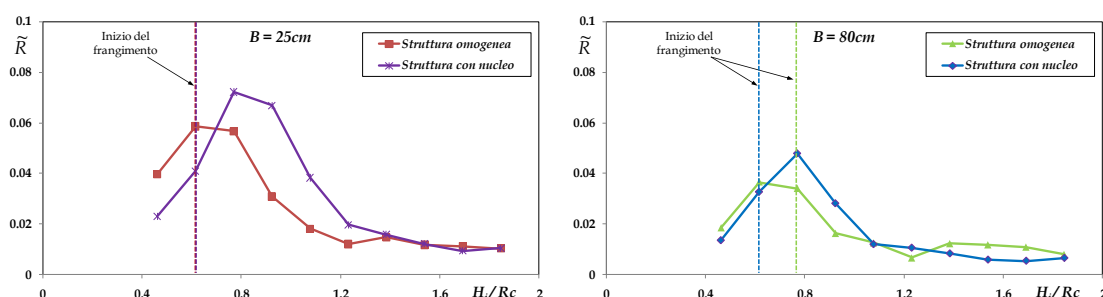 0.1
0.08
0.06
0.04
0.02
0
R̃
Inizio del
frangimento
B = 25cm
Struttura omogenea
Struttura con nucleo
0 0.4 0.8 1.2 1.6 2
Hᵢ/Rc
0.1
0.08
0.06
0.04
0.02
0
R̃
Inizio del
frangimento
B = 80cm
Struttura omogenea
Struttura con nucleo
0 0.4 0.8 1.2 1.6 2
Hᵢ/Rc